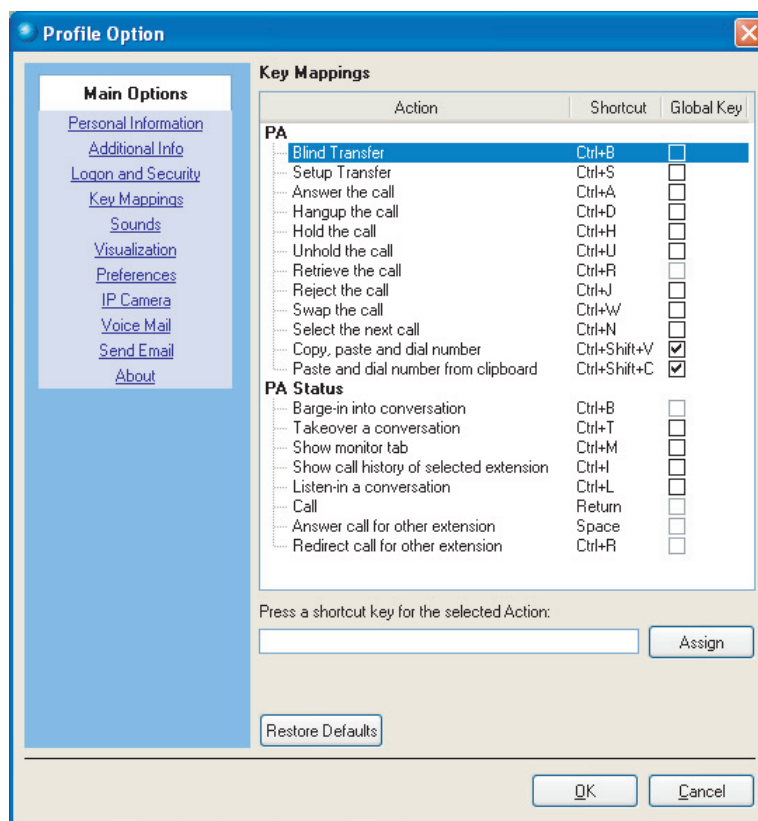 Profile Option
Main Options
Personal Information
Additional Info
Logon and Security
Key Mappings
Sounds
Visualization
Preferences
IP Camera
Voice Mail
Send Email
About
Key Mappings
Action Shortcut Global Key
PA
Blind Transfer Ctrl+B
Setup Transfer Ctrl+S
Answer the call Ctrl+A
Hangup the call Ctrl+D
Hold the call Ctrl+H
Unhold the call Ctrl+U
Retrieve the call Ctrl+R
Reject the call Ctrl+J
Swap the call Ctrl+W
Select the next call Ctrl+N
Copy, paste and dial number Ctrl+Shift+V
Paste and dial number from clipboard Ctrl+Shift+C
PA Status
Barge-in into conversation Ctrl+B
Takeover a conversation Ctrl+T
Show monitor tab Ctrl+M
Show call history of selected extension Ctrl+I
Listen-in a conversation Ctrl+L
Call Return
Answer call for other extension Space
Redirect call for other extension Ctrl+R
Press a shortcut key for the selected Action:
Assign
Restore Defaults
OK Cancel